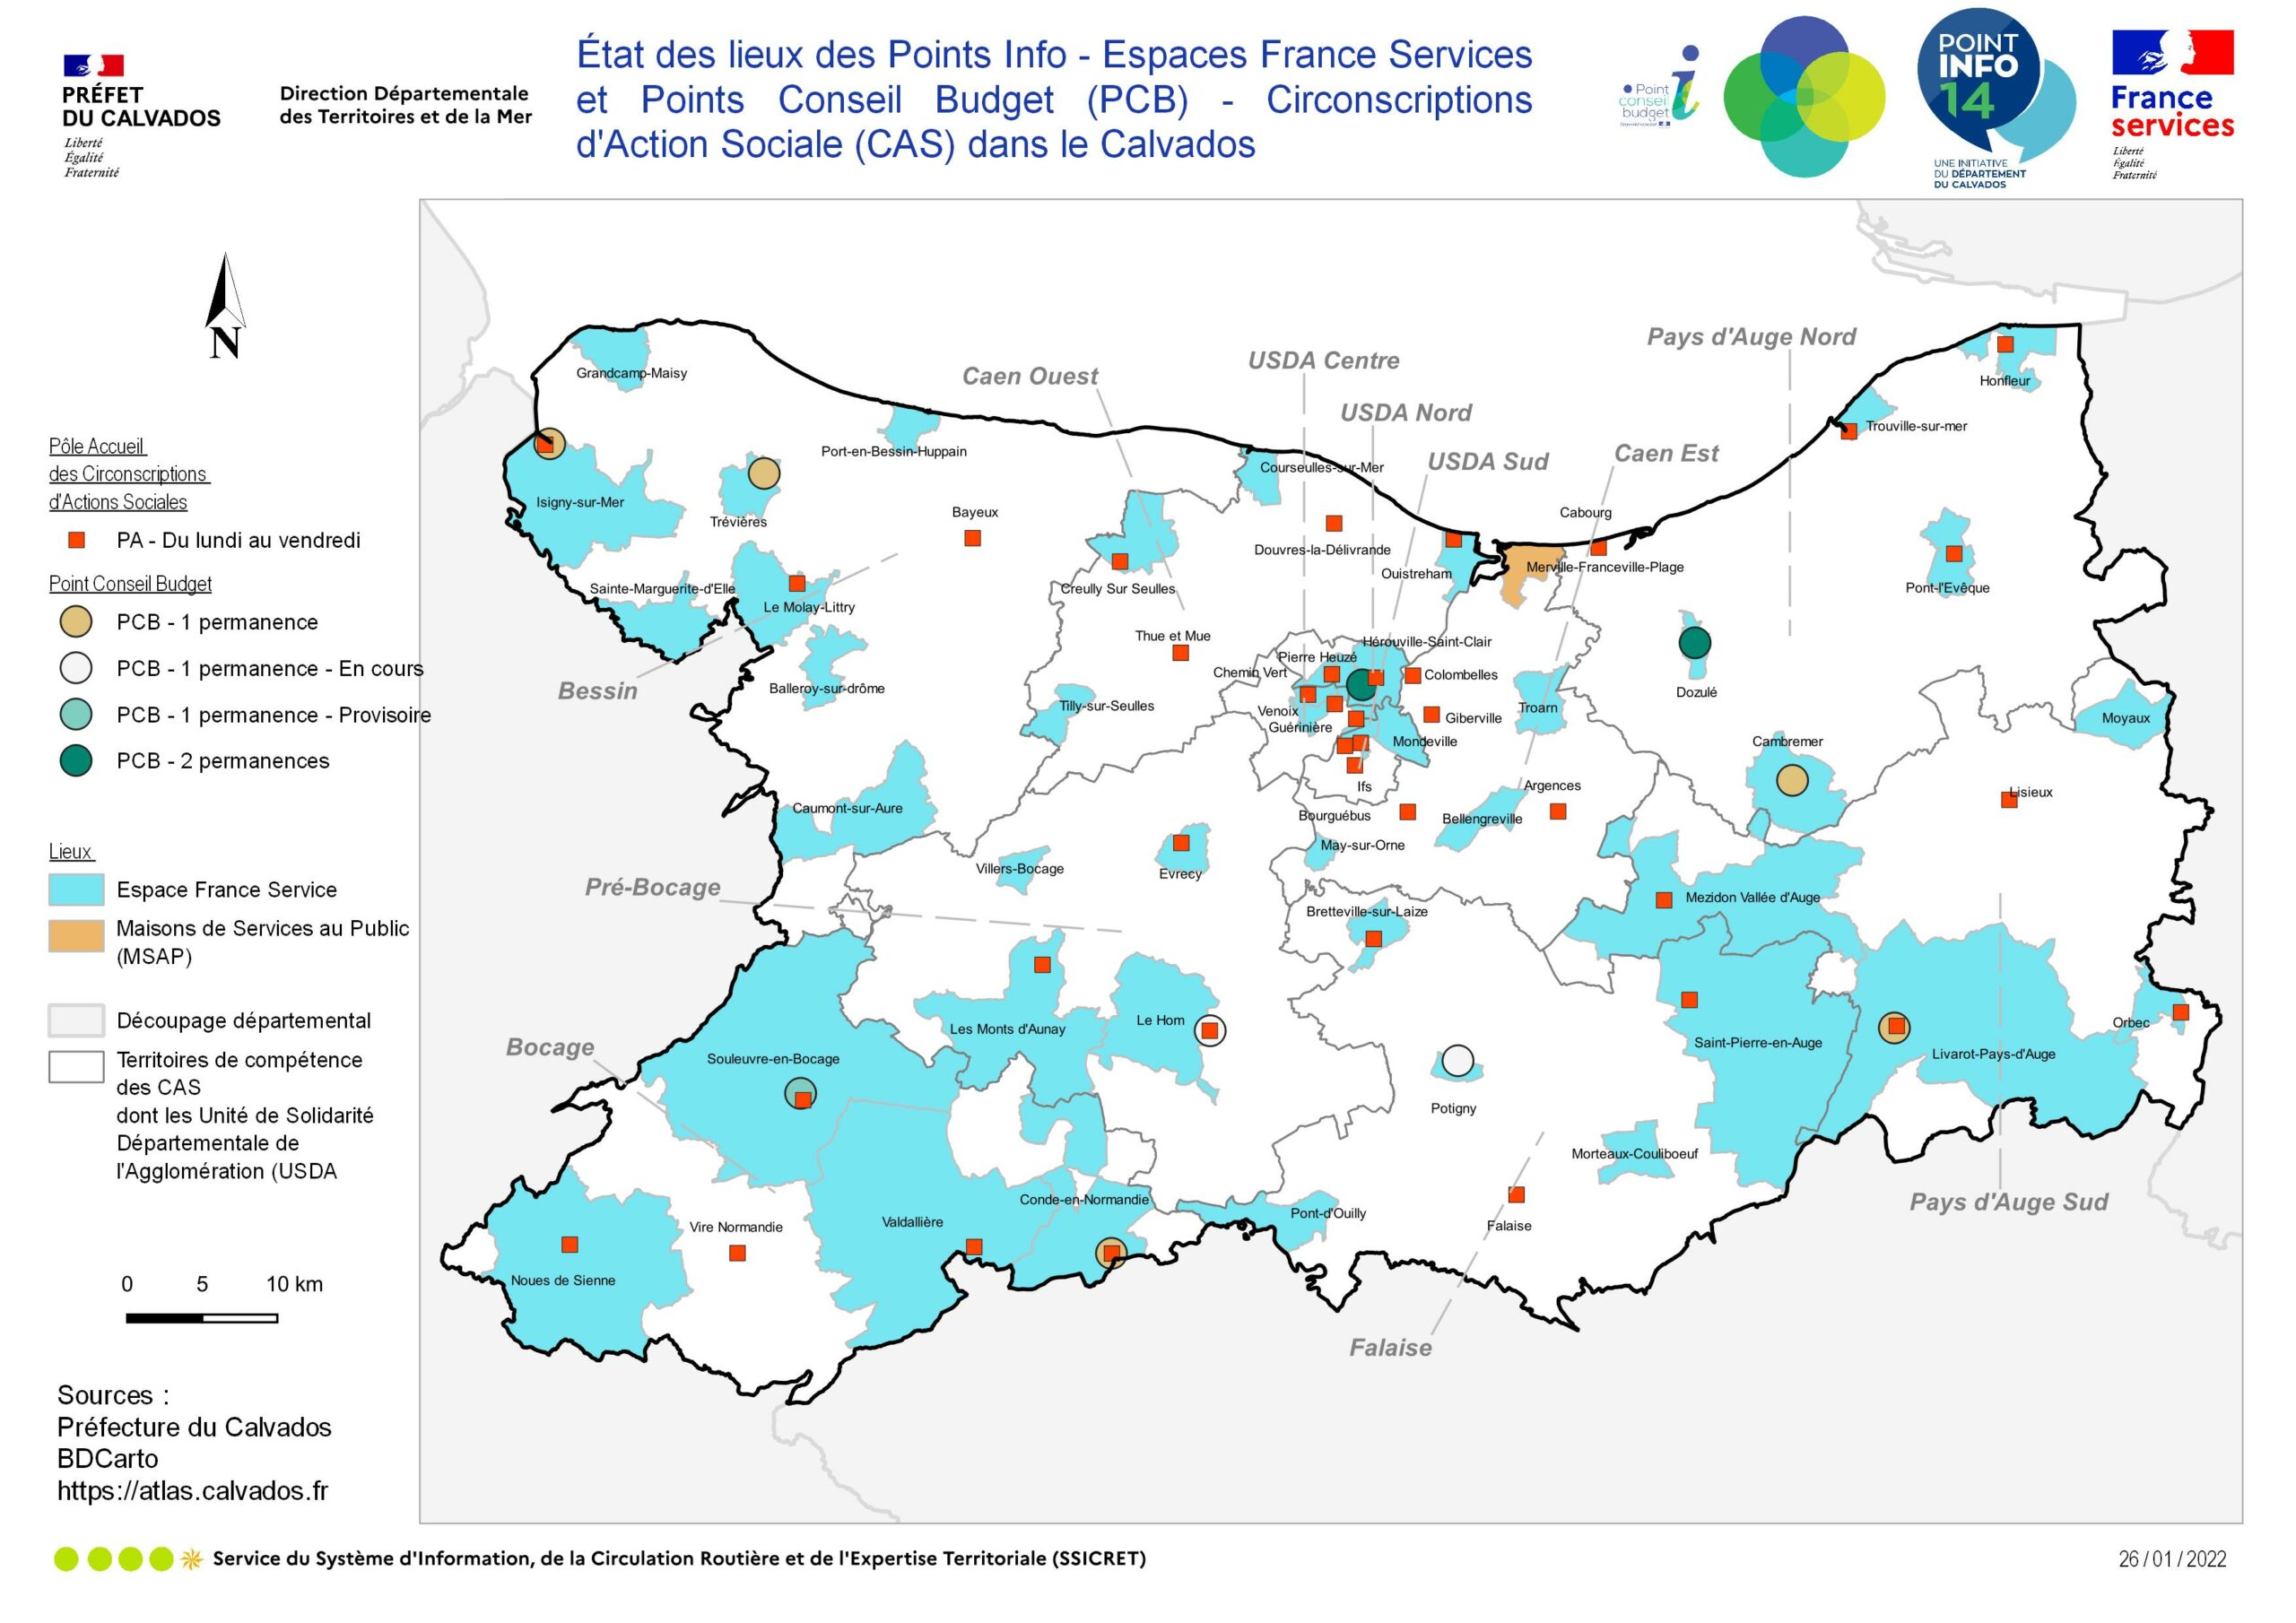 PRÉFET
DU CALVADOS
Liberté
Égalité
Fraternité
Direction Départementale
des Territoires et de la Mer
État des lieux des Points Info - Espaces France Services
et Points Conseil Budget (PCB) - Circonscriptions
d'Action Sociale (CAS) dans le Calvados
Point
conseil
budget
POINT
INFO
14
UNE INITIATIVE
DU DÉPARTEMENT
DU CALVADOS
France
services
Liberté
Égalité
Fraternité
N
Pôle Accueil
des Circonscriptions
d'Actions Sociales
PA - Du lundi au vendredi
Point Conseil Budget
PCB - 1 permanence
PCB - 1 permanence - En cours
PCB - 1 permanence - Provisoire
PCB - 2 permanences
Lieux
Espace France Service
Maisons de Services au Public
(MSAP)
Découpage départemental
Territoires de compétence
des CAS
dont les Unité de Solidarité
Départementale de
l'Agglomération (USDA
0 5 10 km
Sources :
Préfecture du Calvados
BDCarto
https://atlas.calvados.fr
Pays d'Auge Nord
USDA Centre
Caen Ouest
Grandcamp-Maisy
Honfleur
USDA Nord
Trouville-sur-mer
Port-en-Bessin-Huppain
Caen Est
USDA Sud
Courseulles-sur-Mer
Isigny-sur-Mer
Trévières
Bayeux
Cabourg
Douvres-la-Délivrande
Merville-Franceville-Plage
Ouistreham
Sainte-Marguerite-d'Elle
Creully Sur Seulles
Pont-l'Evêque
Le Molay-Littry
Thue et Mue
Hérouville-Saint-Clair
Pierre Heuzé
Chemin Vert
Colombelles
Bessin
Balleroy-sur-drôme
Dozulé
Tilly-sur-Seulles
Venoix
Troarn
Giberville
Moyaux
Guérinière
Mondeville
Cambremer
Ifs
Argences
Lisieux
Caumont-sur-Aure
Bourguébus
Bellengreville
May-sur-Orne
Villers-Bocage
Evrecy
Pré-Bocage
Mezidon Vallée d'Auge
Bretteville-sur-Laize
Le Hom
Orbec
Les Monts d'Aunay
Saint-Pierre-en-Auge
Bocage
Souleuvre-en-Bocage
Livarot-Pays-d'Auge
Potigny
Morteaux-Couliboeuf
Conde-en-Normandie
Pays d'Auge Sud
Pont-d'Ouilly
Valdallière
Vire Normandie
Falaise
Noues de Sienne
Falaise
Service du Système d'Information, de la Circulation Routière et de l'Expertise Territoriale (SSICRET)
26 / 01 / 2022